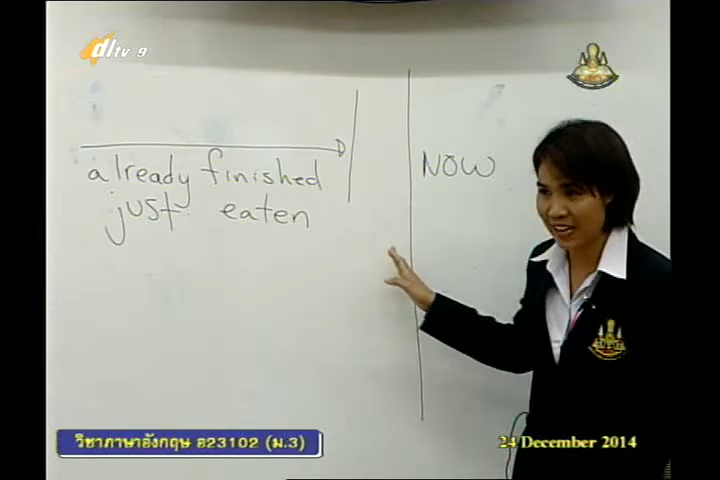 dltv 9
already finished
just eaten
NOW
วิชาภาษาอังกฤษ อ23102 (ม.3)
24 December 2014